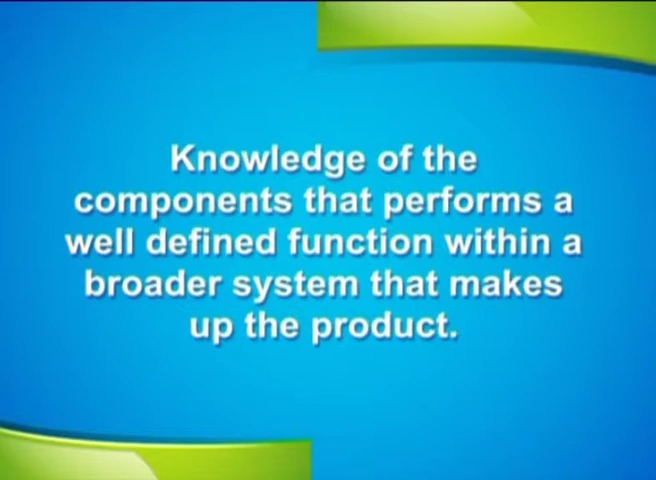 Knowledge of the
components that performs a
well defined function within a
broader system that makes
up the product.